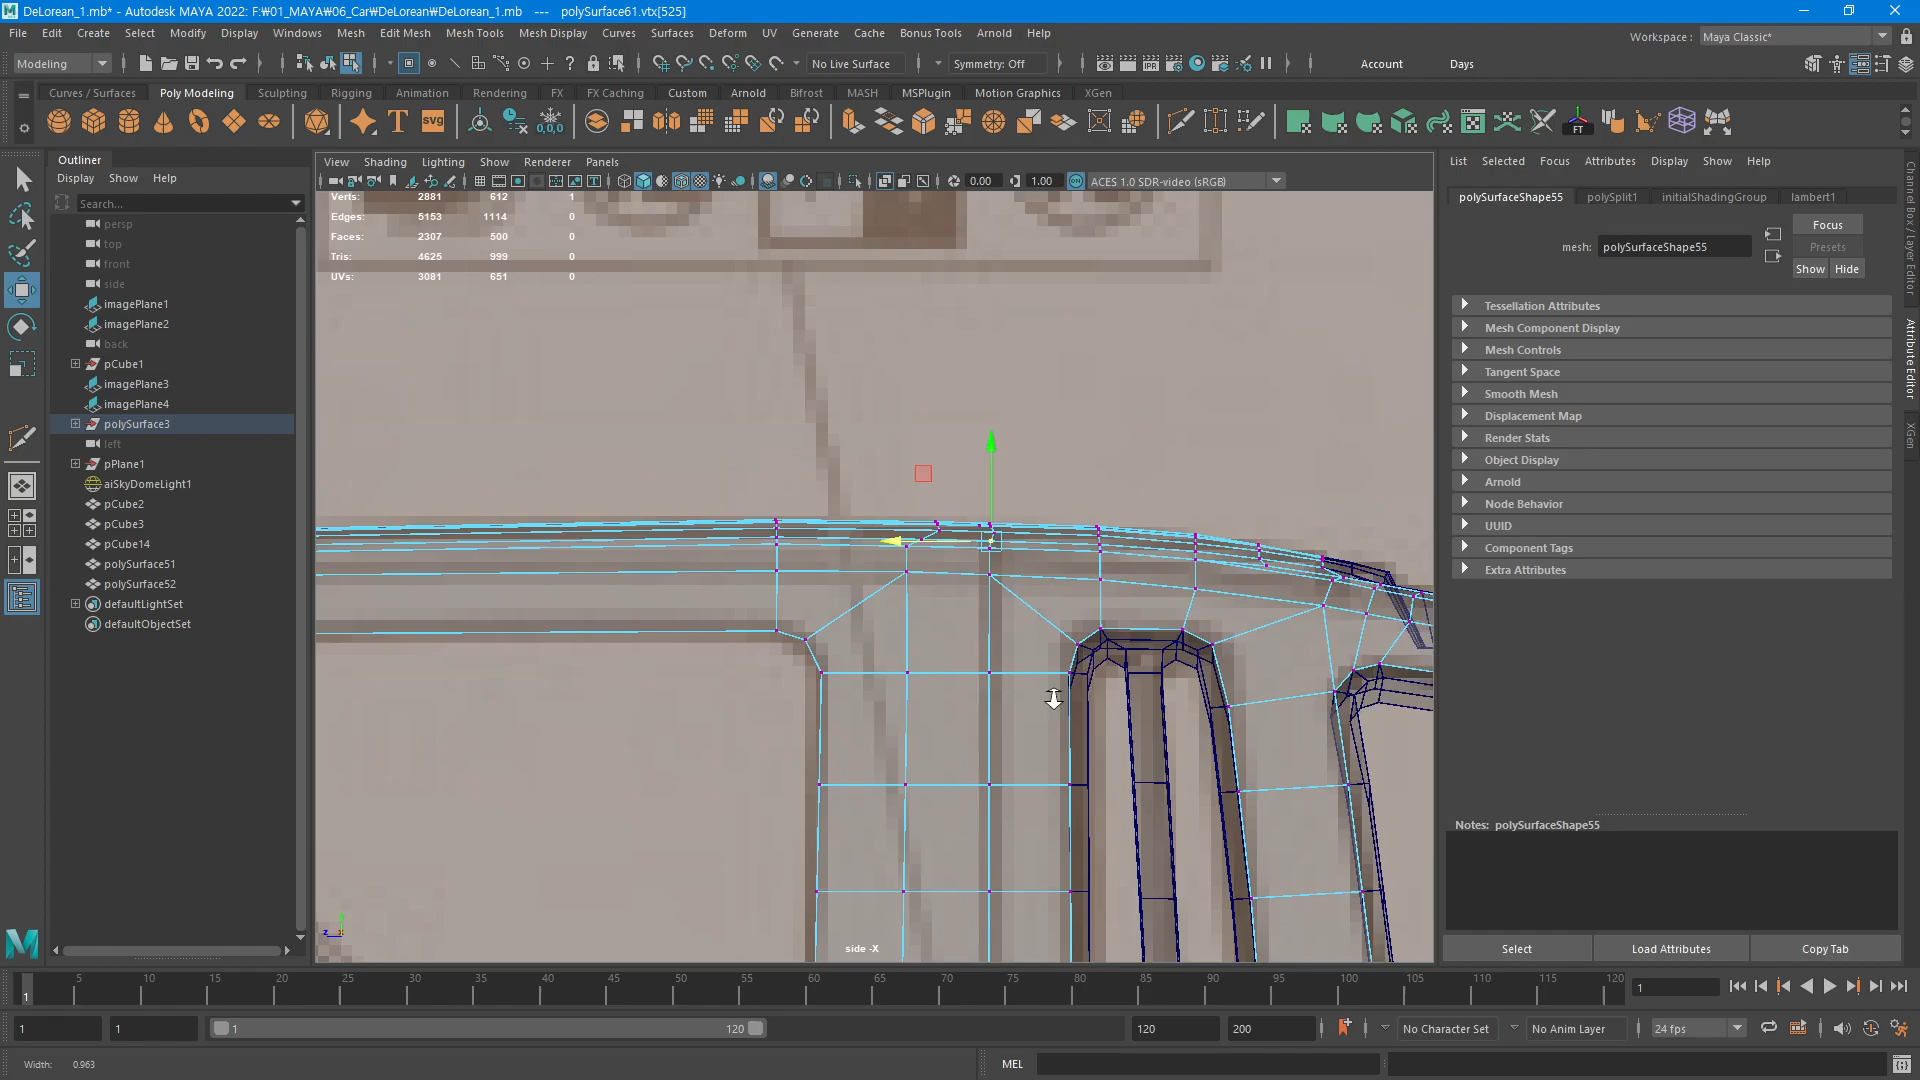 DeLorean_1.mb* - Autodesk MAYA 2022: F:₩01_MAYA₩06_Car₩DeLorean₩DeLorean_1.mb --- polySurface61.vtx[525]
File Edit Create Select Modify Display Windows Mesh Edit Mesh Mesh Tools Mesh Display Curves Surfaces Deform UV Generate Cache Bonus Tools Arnold Help
Workspace : Maya Classic*
Modeling No Live Surface Symmetry: Off Account Days
Curves / Surfaces Poly Modeling Sculpting Rigging Animation Rendering FX FX Caching Custom Arnold Bifrost MASH MSPlugin Motion Graphics XGen
Outliner
Display Show Help
Search...
persp
top
front
side
imagePlane1
imagePlane2
back
pCube1
imagePlane3
imagePlane4
polySurface3
left
pPlane1
aiSkyDomeLight1
pCube2
pCube3
pCube14
polySurface51
polySurface52
defaultLightSet
defaultObjectSet
View Shading Lighting Show Renderer Panels
0.00 1.00 ON ACES 1.0 SDR-video (sRGB)
Verts: 2881 612 1
Edges: 5153 1114 0
Faces: 2307 500 0
Tris: 4625 999 0
UVs: 3081 651 0
side -X
List Selected Focus Attributes Display Show Help
polySurfaceShape55 polySplit1 initialShadingGroup lambert1
mesh: polySurfaceShape55
Focus
Presets
Show Hide
Tessellation Attributes
Mesh Component Display
Mesh Controls
Tangent Space
Smooth Mesh
Displacement Map
Render Stats
Object Display
Arnold
Node Behavior
UUID
Component Tags
Extra Attributes
Notes: polySurfaceShape55
Select Load Attributes Copy Tab
Channel Box / Layer Editor
Attribute Editor
XGen
5 10 15 20 25 30 35 40 45 50 55 60 65 70 75 80 85 90 95 100 105 110 115 120
1 1
1 1 1 120 120 200 No Character Set No Anim Layer 24 fps
Width: 0.963 MEL